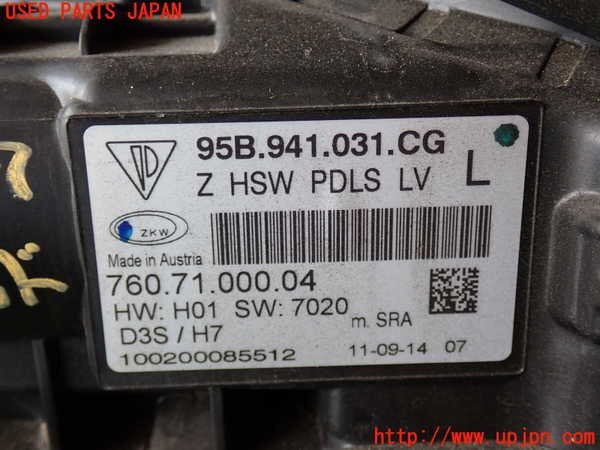 USED PARTS JAPAN
95B.941.031.CG
Z HSW PDLS LV L
ZKW
Made in Austria
760.71.000.04
HW: H01 SW: 7020
m. SRA
D3S / H7
100200085512
11-09-14 07
http://www.upjpn.com/